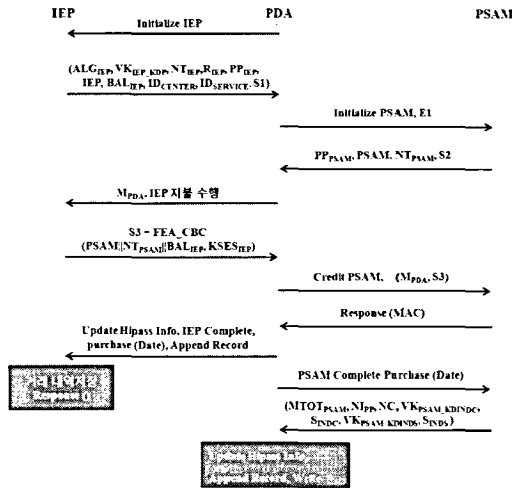 IEP PDA PSAM
Initialize IEP
(ALG_IEP, VK_IEP_KDP, NT_IEP, R_IEP, PP_IEP,
IEP, BAL_IEP, ID_CENTER, ID_SERVICE, S1)
Initialize PSAM, E1
PP_PSAM, PSAM, NT_PSAM, S2
M_PDA, IEP 지불 수행
S3 = FEA_CBC
(PSAM||NT_PSAM||BAL_IEP, KSES_IEP)
Credit PSAM, (M_PDA, S3)
Response (MAC)
Update Hipass Info, IEP Complete,
purchase (Date), Append Record
PSAM Complete Purchase (Date)
(MTOT_PSAM, NI_PP, NC, VK_PSAM_KDINDC,
S_INDC, VK_PSAM_KDINDS, S_INDS)